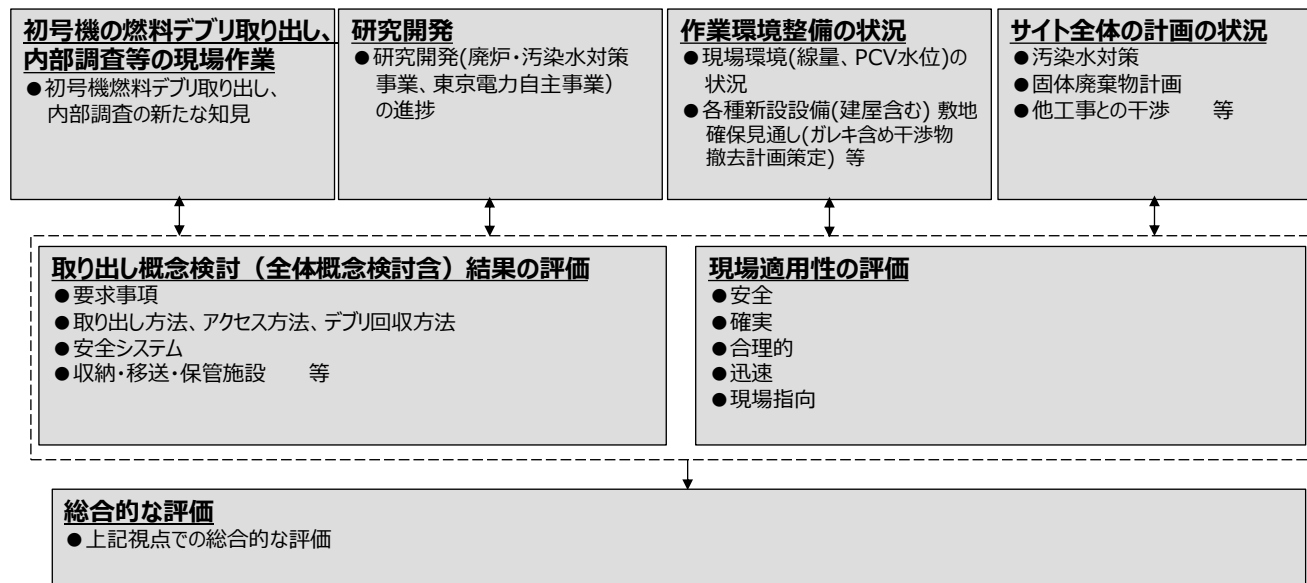 初号機の燃料デブリ取り出し、
内部調査等の現場作業
●初号機燃料デブリ取り出し、
内部調査の新たな知見
研究開発
●研究開発(廃炉・汚染水対策
事業、東京電力自主事業)
の進捗
作業環境整備の状況
●現場環境(線量、PCV水位)の
状況
●各種新設設備(建屋含む) 敷地
確保見通し(ガレキ含め干渉物
撤去計画策定) 等
サイト全体の計画の状況
●汚染水対策
●固体廃棄物計画
●他工事との干渉 等
取り出し概念検討(全体概念検討含)結果の評価
●要求事項
●取り出し方法、アクセス方法、デブリ回収方法
●安全システム
●収納・移送・保管施設 等
現場適用性の評価
●安全
●確実
●合理的
●迅速
●現場指向
総合的な評価
●上記視点での総合的な評価